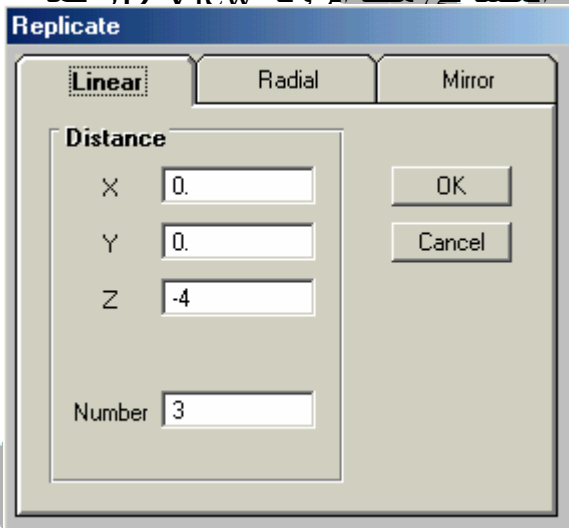 Replicate
Linear Radial Mirror
Distance
X 0.
Y 0.
Z -4
Number 3
OK
Cancel